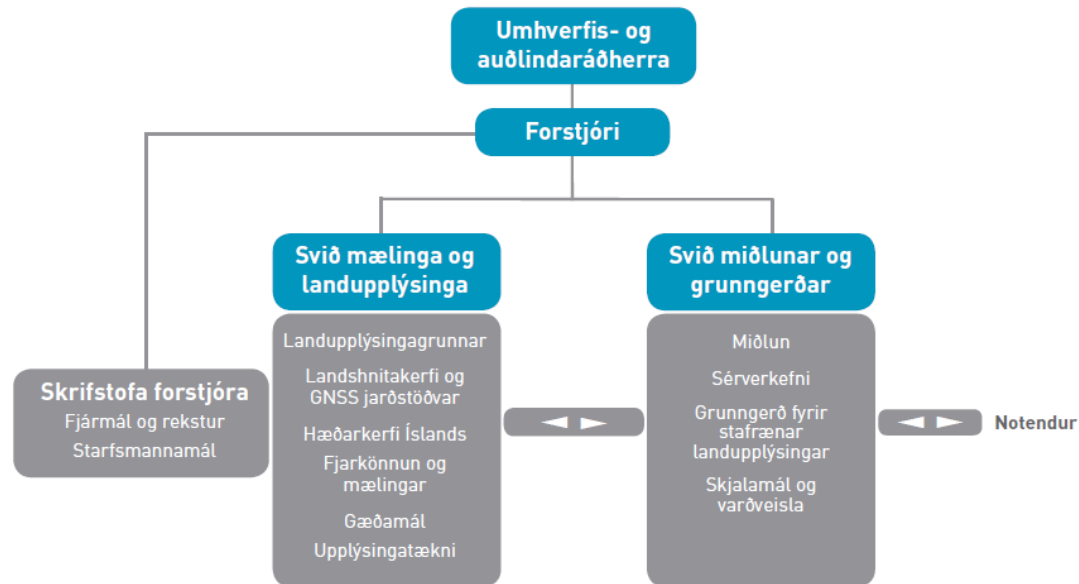 Umhverfis- og
auðlindaráðherra
Forstjóri
Svið mælinga og
landupplýsinga
Svið miðlunar og
grunngerðar
Skrifstofa forstjóra
Fjármál og rekstur
Starfsmannamál
Landupplýsingagrunnar
Landshnitakerfi og
GNSS jarðstöðvar
Hæðarkerfi Íslands
Fjarkönnun og
mælingar
Gæðamál
Upplýsingatækni
Miðlun
Sérverkefni
Grunngerð fyrir
stafrænar
landupplýsingar
Skjalamál og
varðveisla
Notendur